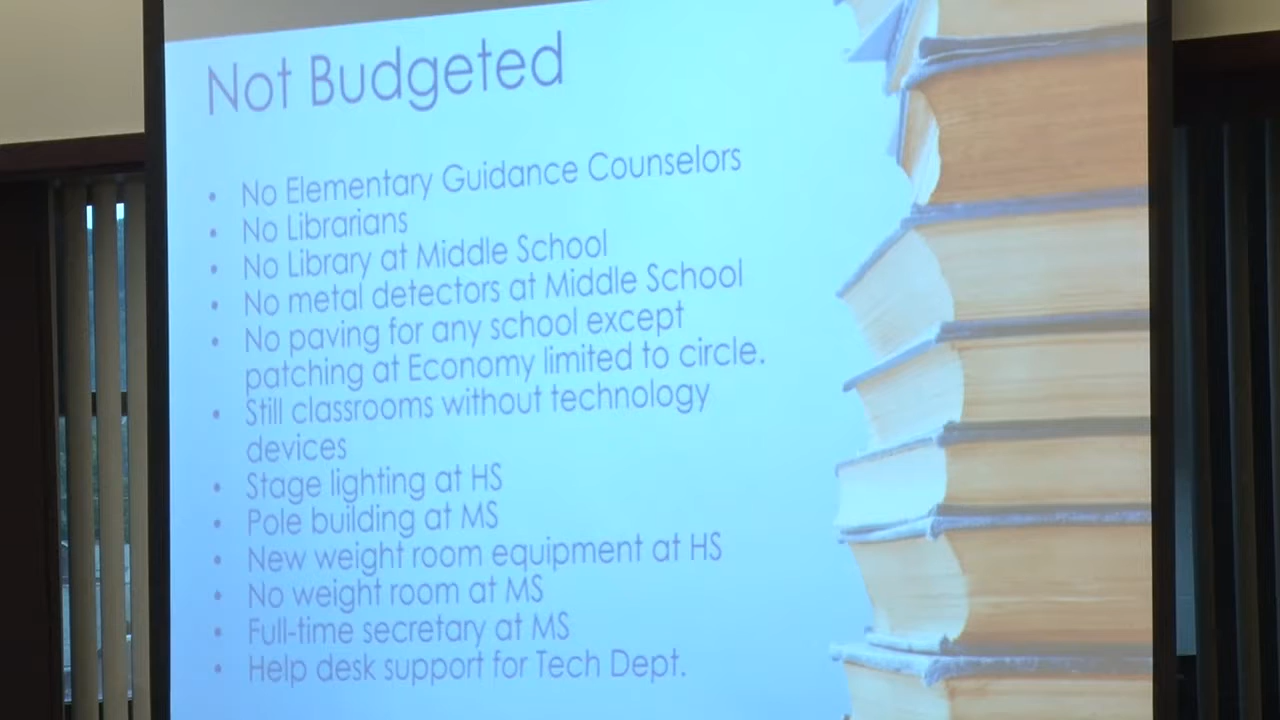 Not Budgeted
• No Elementary Guidance Counselors
• No Librarians
• No Library at Middle School
• No metal detectors at Middle School
• No paving for any school except
patching at Economy limited to circle.
• Still classrooms without technology
devices
• Stage lighting at HS
• Pole building at MS
• New weight room equipment at HS
• No weight room at MS
• Full-time secretary at MS
• Help desk support for Tech Dept.